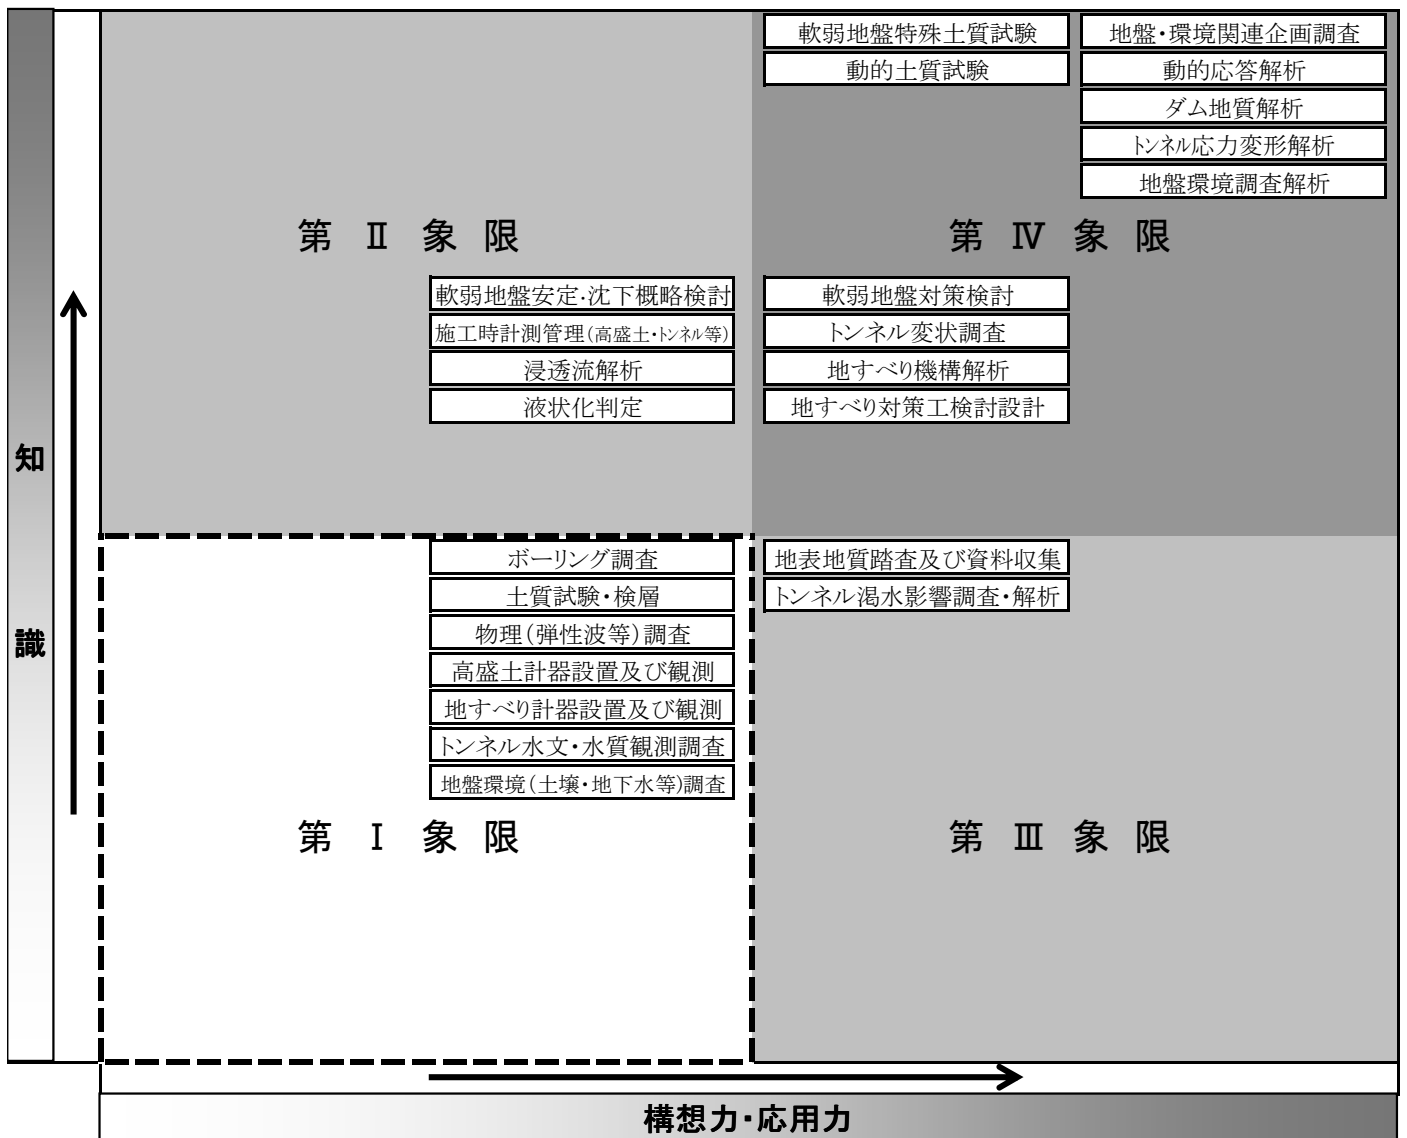 軟弱地盤特殊土質試験
動的土質試験
地盤・環境関連企画調査
動的応答解析
ダム地質解析
トンネル応力変形解析
地盤環境調査解析
第 Ⅱ 象 限
第 Ⅳ 象 限
軟弱地盤安定・沈下概略検討
施工時計測管理(高盛土・トンネル等)
浸透流解析
液状化判定
軟弱地盤対策検討
トンネル変状調査
地すべり機構解析
地すべり対策工検討設計
知
識
ボーリング調査
土質試験・検層
物理(弾性波等)調査
高盛土計器設置及び観測
地すべり計器設置及び観測
トンネル水文・水質観測調査
地盤環境(土壌・地下水等)調査
地表地質踏査及び資料収集
トンネル渇水影響調査・解析
第 Ⅰ 象 限
第 Ⅲ 象 限
構想力・応用力